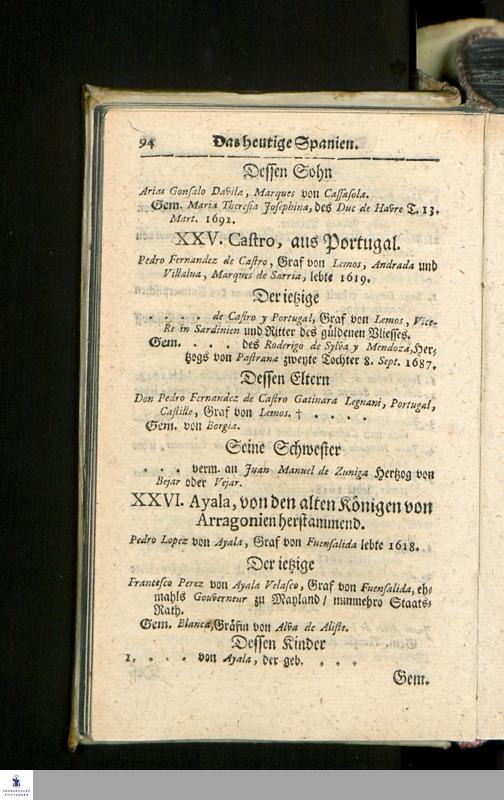 94 Das heutige Spanien.
Dessen Sohn
Arias Gonsalo Davila, Marques von Cassasola.
Gem. Maria Theresia Josephina, des Duc de Havre T. 13.
Mart. 1692.
XXV. Castro, aus Portugal.
Pedro Fernandez de Castro, Graf von Lemos, Andrada und
Villalua, Marques de Sarria, lebte 1619.
Der ietzige
. . . . de Castro y Portugal, Graf von Lemos, Vice-
Re in Sardinien und Ritter des güldenen Vliesses.
Gem. . . . des Roderigo de Sylva y Mendoza, Her-
tzogs von Pastrana zweyte Tochter 8. Sept. 1687.
Dessen Eltern
Don Pedro Fernandez de Castro Gatinara Legnani, Portugal,
Castille, Graf von Lemos. † . . . .
Gem. von Borgia.
Seine Schwester
. . . verm. an Juan Manuel de Zuniga Hertzog von
Bejar oder Vejar.
XXVI. Ayala, von den alten Königen von
Arragonien herstammend.
Pedro Lopez von Ayala, Graf von Fuensalida lebte 1618.
Der ietzige
Francesco Perez von Ayala Velasco, Graf von Fuensalida, eh-
mahls Gouverneur zu Mayland / nunmehro Staats-
Rath.
Gem. Blanca, Gräfin von Alva de Aliste.
Dessen Kinder
1. . . . von Ayala, der geb. . . .
Gem.
FRANCKESCHE
STIFTUNGEN